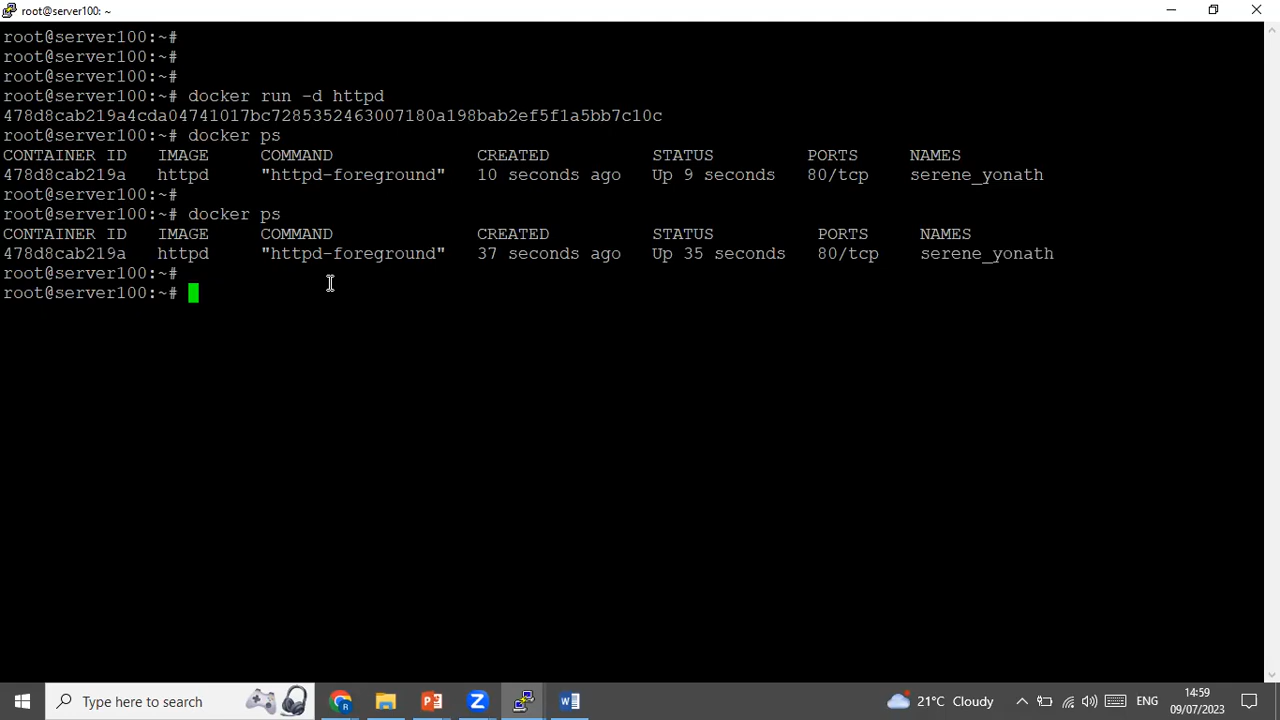 root@server100: ~
root@server100:~#
root@server100:~#
root@server100:~#
root@server100:~# docker run -d httpd
478d8cab219a4cda04741017bc7285352463007180a198bab2ef5f1a5bb7c10c
root@server100:~# docker ps
CONTAINER ID   IMAGE     COMMAND              CREATED          STATUS         PORTS     NAMES
478d8cab219a   httpd     "httpd-foreground"   10 seconds ago   Up 9 seconds   80/tcp    serene_yonath
root@server100:~#
root@server100:~# docker ps
CONTAINER ID   IMAGE     COMMAND              CREATED          STATUS          PORTS     NAMES
478d8cab219a   httpd     "httpd-foreground"   37 seconds ago   Up 35 seconds   80/tcp    serene_yonath
root@server100:~#
root@server100:~#
Type here to search
21°C Cloudy
ENG
14:59
09/07/2023